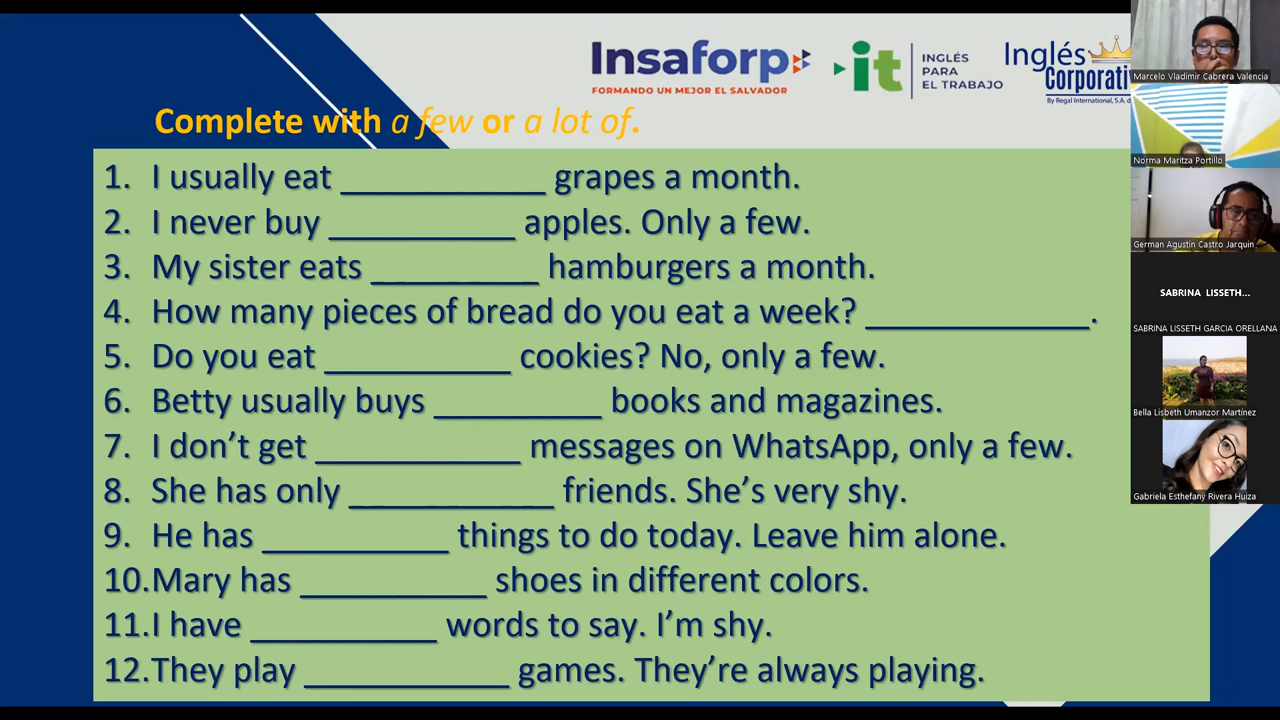 Insaforp
FORMANDO UN MEJOR EL SALVADOR
it
INGLÉS
PARA
EL TRABAJO
Inglés
Corporati
By Regal International, S.A. d
Complete with a few or a lot of.
1. I usually eat ___________ grapes a month.
2. I never buy __________ apples. Only a few.
3. My sister eats _________ hamburgers a month.
4. How many pieces of bread do you eat a week? ____________.
5. Do you eat __________ cookies? No, only a few.
6. Betty usually buys _________ books and magazines.
7. I don’t get ___________ messages on WhatsApp, only a few.
8. She has only ___________ friends. She’s very shy.
9. He has __________ things to do today. Leave him alone.
10. Mary has __________ shoes in different colors.
11. I have __________ words to say. I’m shy.
12. They play ___________ games. They’re always playing.
Marcelo Vladimir Cabrera Valencia
Norma Maritza Portillo
German Agustin Castro Jarquin
SABRINA LISSETH...
SABRINA LISSETH GARCIA ORELLANA
Bella Lisbeth Umanzor Martínez
Gabriela Esthefany Rivera Huiza